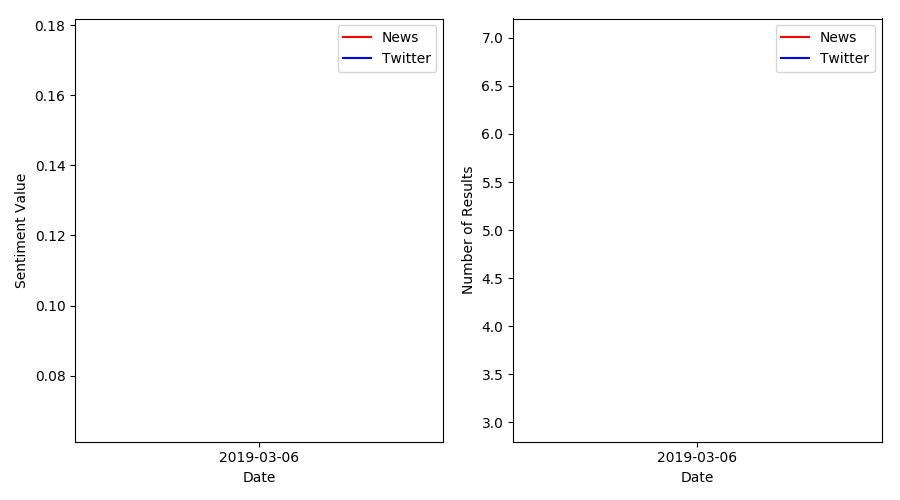 0.18
0.16
0.14
0.12
0.10
0.08
Sentiment Value
News
Twitter
2019-03-06
Date
7.0
6.5
6.0
5.5
5.0
4.5
4.0
3.5
3.0
Number of Results
News
Twitter
2019-03-06
Date